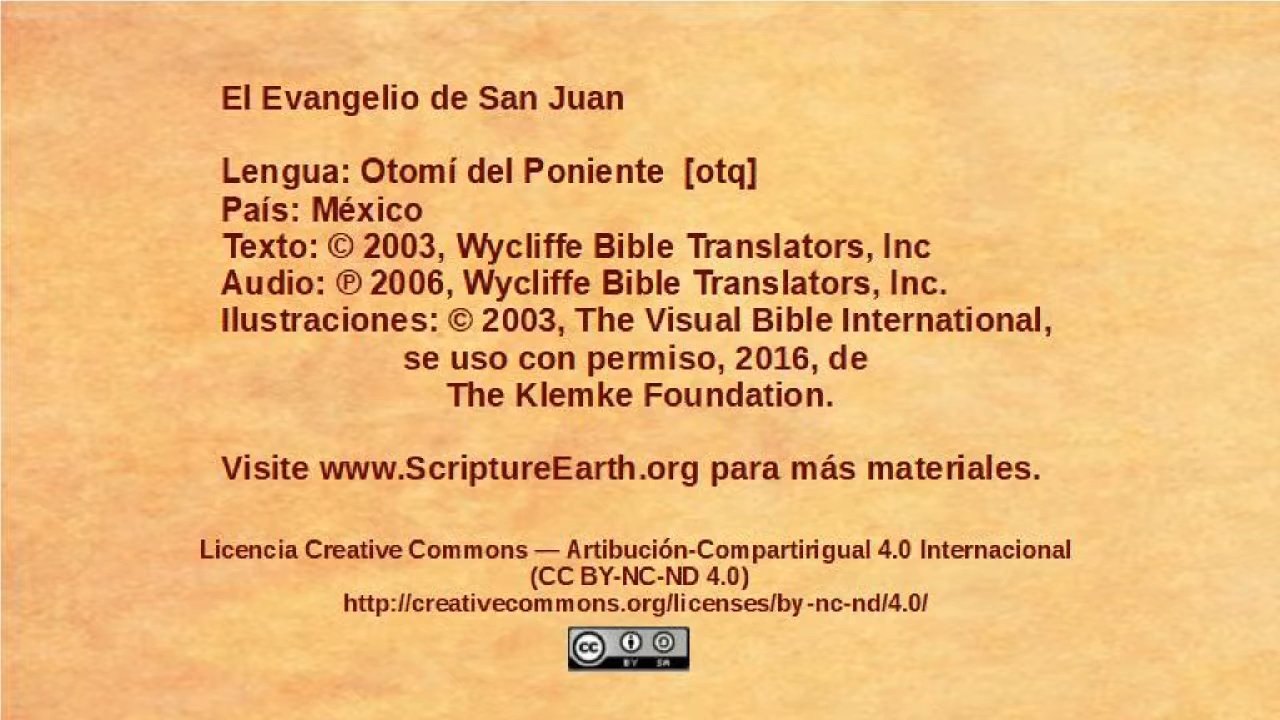 El Evangelio de San Juan
Lengua: Otomí del Poniente [otq]
País: México
Texto: © 2003, Wycliffe Bible Translators, Inc
Audio: ℗ 2006, Wycliffe Bible Translators, Inc.
Ilustraciones: © 2003, The Visual Bible International,
se uso con permiso, 2016, de
The Klemke Foundation.
Visite www.ScriptureEarth.org para más materiales.
Licencia Creative Commons — Artibución-Compartirigual 4.0 Internacional
(CC BY-NC-ND 4.0)
http://creativecommons.org/licenses/by-nc-nd/4.0/
cc BY SA